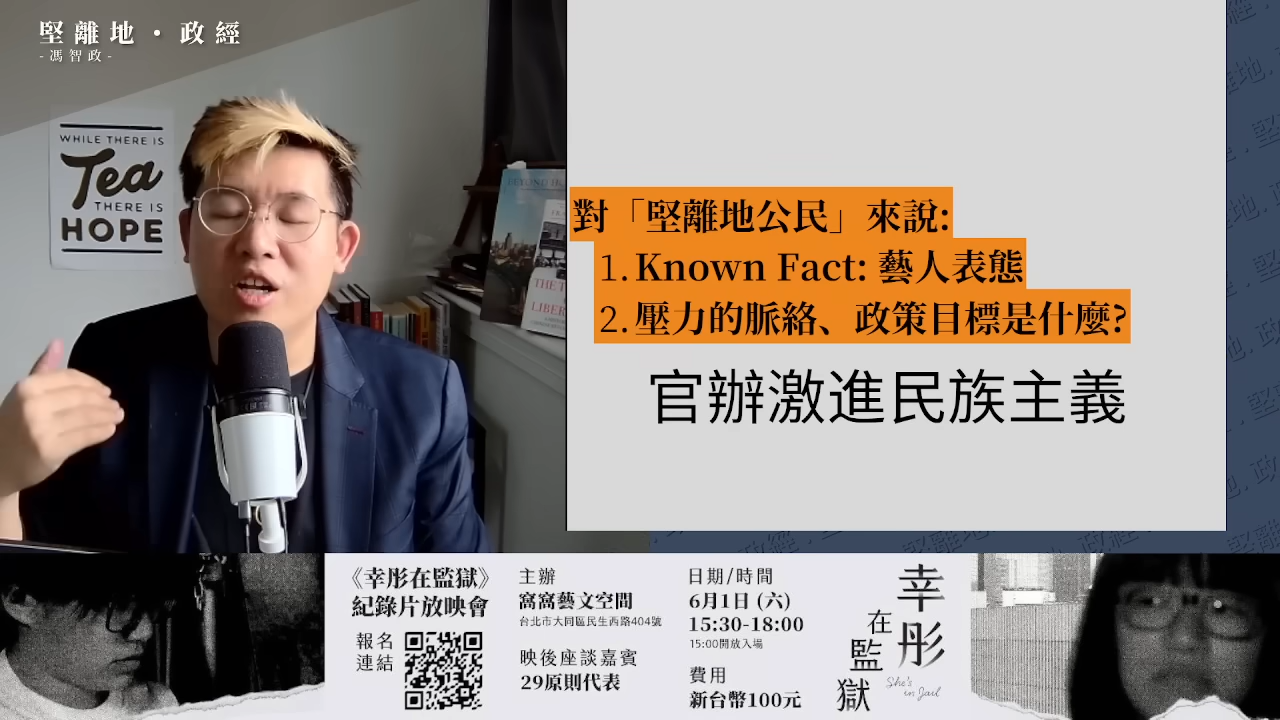 堅離地・政經
-馮智政-
WHILE THERE IS
Tea
THERE IS
HOPE
對「堅離地公民」來說:
1.Known Fact: 藝人表態
2.壓力的脈絡、政策目標是什麼?
官辦激進民族主義
《幸彤在監獄》
紀錄片放映會
報名
連結
主辦
窩窩藝文空間
台北市大同區民生西路404號
映後座談嘉賓
29原則代表
日期/時間
6月1日 (六)
15:30-18:00
15:00開放入場
費用
新台幣100元
幸彤
在監獄
She's
in Jail